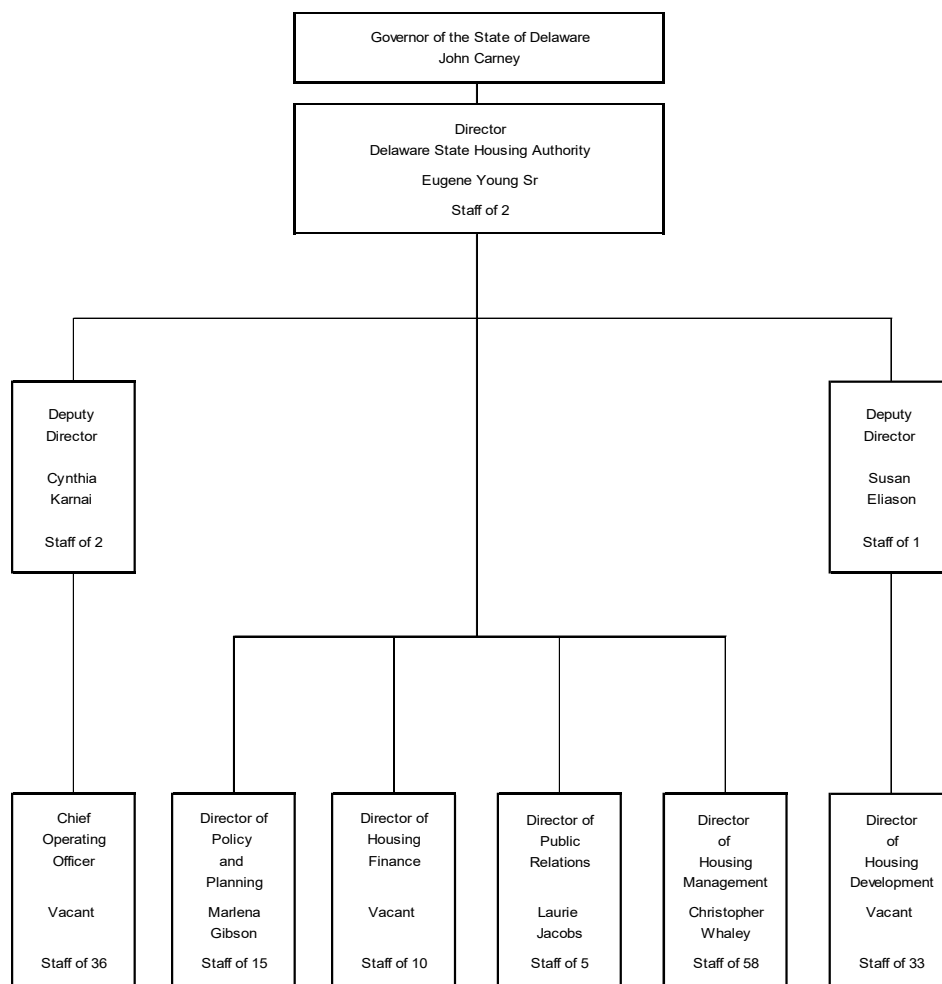 Governor of the State of Delaware
John Carney
Director
Delaware State Housing Authority
Eugene Young Sr
Staff of 2
Deputy
Director
Cynthia
Karnai
Staff of 2
Deputy
Director
Susan
Eliason
Staff of 1
Chief
Operating
Officer
Vacant
Staff of 36
Director of
Policy
and
Planning
Marlena
Gibson
Staff of 15
Director of
Housing
Finance
Vacant
Staff of 10
Director of
Public
Relations
Laurie
Jacobs
Staff of 5
Director
of
Housing
Management
Christopher
Whaley
Staff of 58
Director
of
Housing
Development
Vacant
Staff of 33